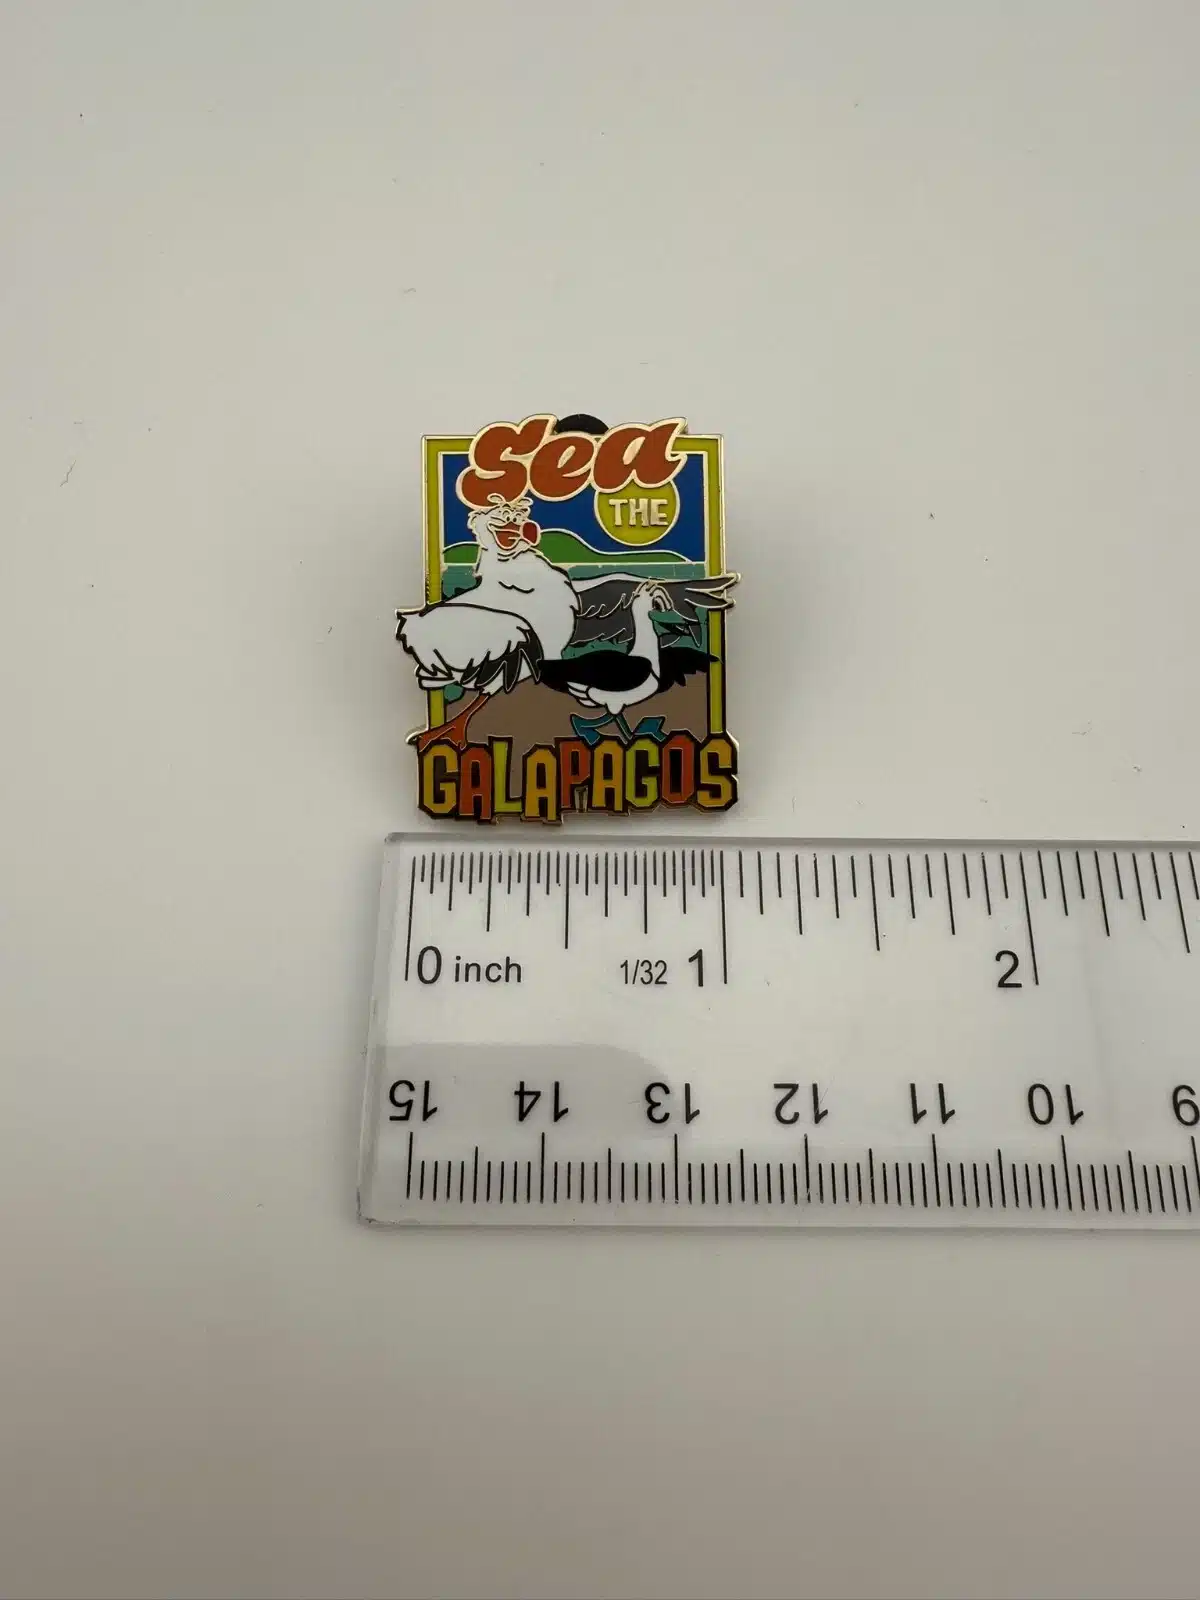 Sea
THE
GALAPAGOS
0 inch 1/32 1 2
15 14 13 12 11 10 9